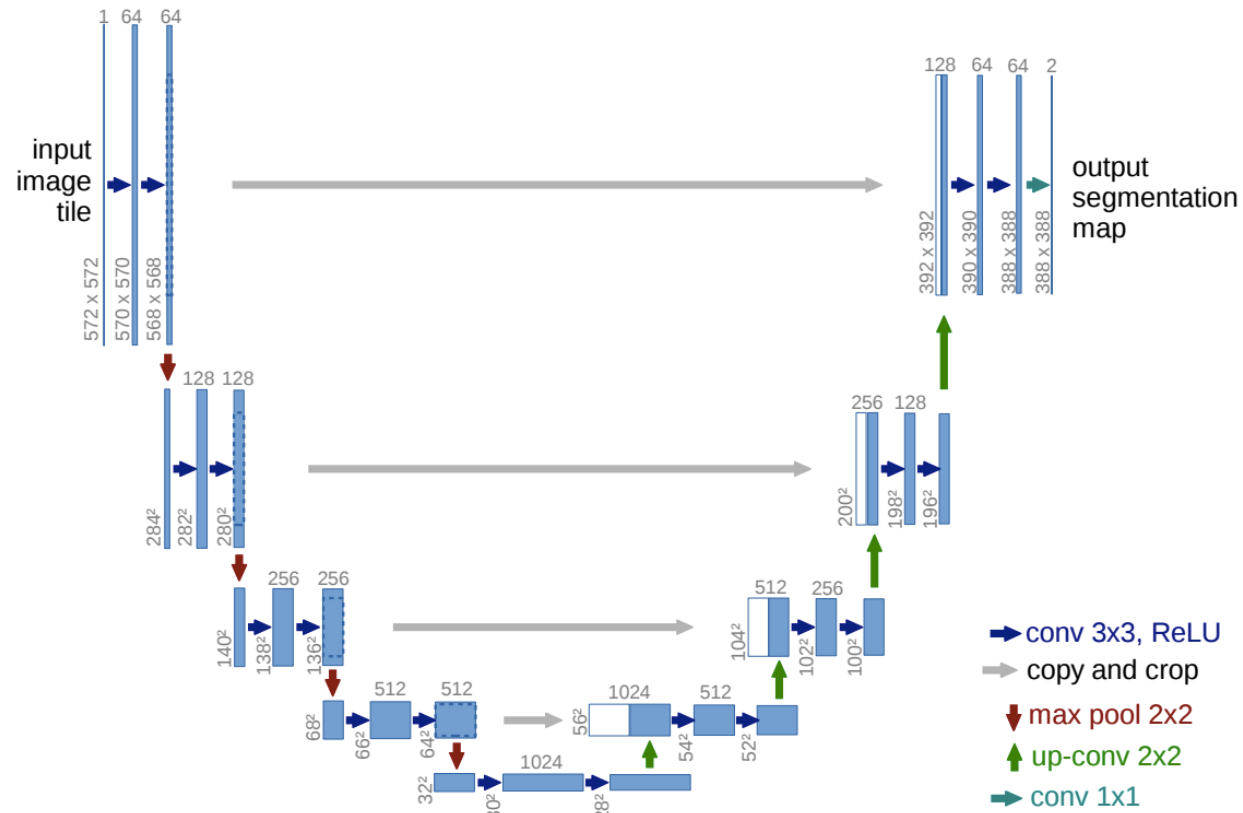 1 64 64
input
image
tile
572 x 572
570 x 570
568 x 568
128 64 64 2
output
segmentation
map
392 x 392
390 x 390
388 x 388
388 x 388
128 128
284²
282²
280²
256 128
200²
198²
196²
256 256
140²
138²
136²
512 256
104²
102²
100²
512 512
68²
66²
64²
1024 512
56²
54²
52²
1024
32²
30²
28²
conv 3x3, ReLU
copy and crop
max pool 2x2
up-conv 2x2
conv 1x1